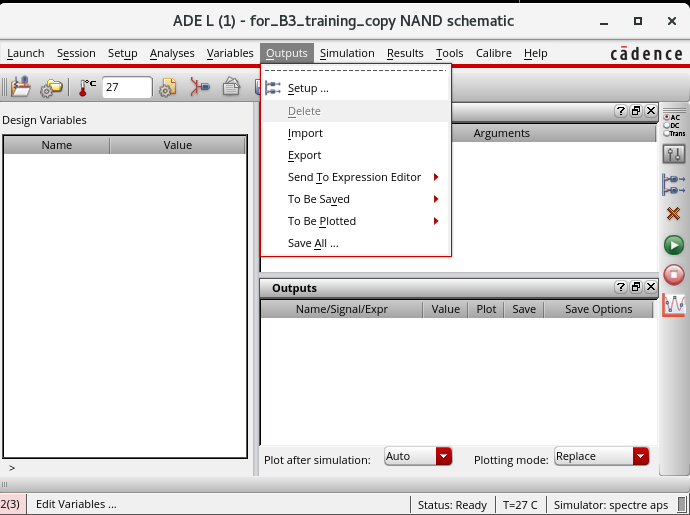 ADE L (1) - for_B3_training_copy NAND schematic
Launch Session Setup Analyses Variables Outputs Simulation Results Tools Calibre Help
cādence
27
Setup ...
Delete
Import
Export
Send To Expression Editor
To Be Saved
To Be Plotted
Save All ...
Design Variables
Name Value
Arguments
AC
DC
Trans
Outputs
Name/Signal/Expr Value Plot Save Save Options
Plot after simulation: Auto Plotting mode: Replace
>
2(3) Edit Variables ... Status: Ready T=27 C Simulator: spectre aps